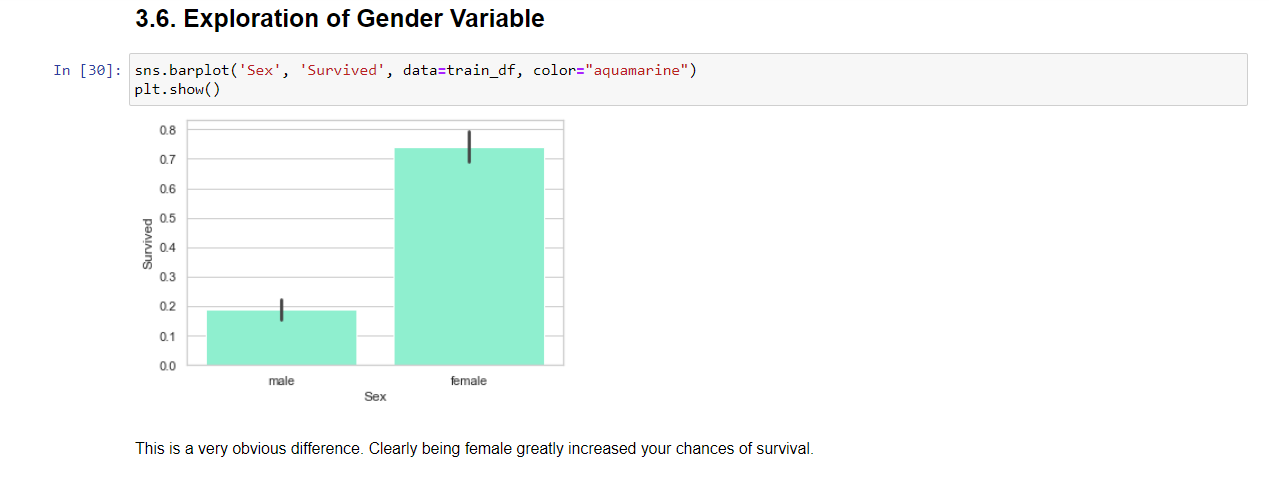 3.6. Exploration of Gender Variable
In [30]: sns.barplot('Sex', 'Survived', data=train_df, color="aquamarine")
plt.show()
0.8
0.7
0.6
0.5
0.4
0.3
0.2
0.1
0.0
Survived
male female
Sex
This is a very obvious difference. Clearly being female greatly increased your chances of survival.